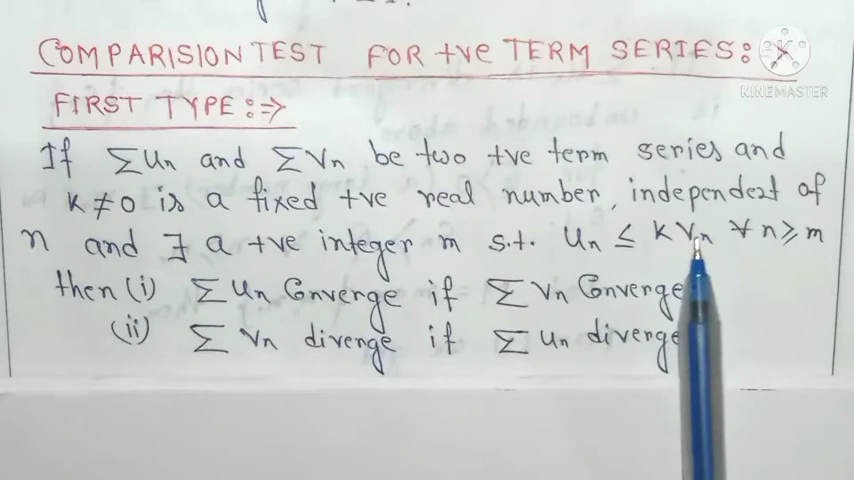 COMPARISION TEST FOR +ve TERM SERIES:
KINEMASTER
FIRST TYPE :⇒
If ΣUn and ΣVn be two +ve term series and
K ≠ 0 is a fixed +ve real number, independent of
n and ∃ a +ve integer m s.t. Un ≤ K Vn ∀ n ≥ m
then (i) ΣUn Converge if ΣVn Converge
(ii) ΣVn diverge if ΣUn diverge